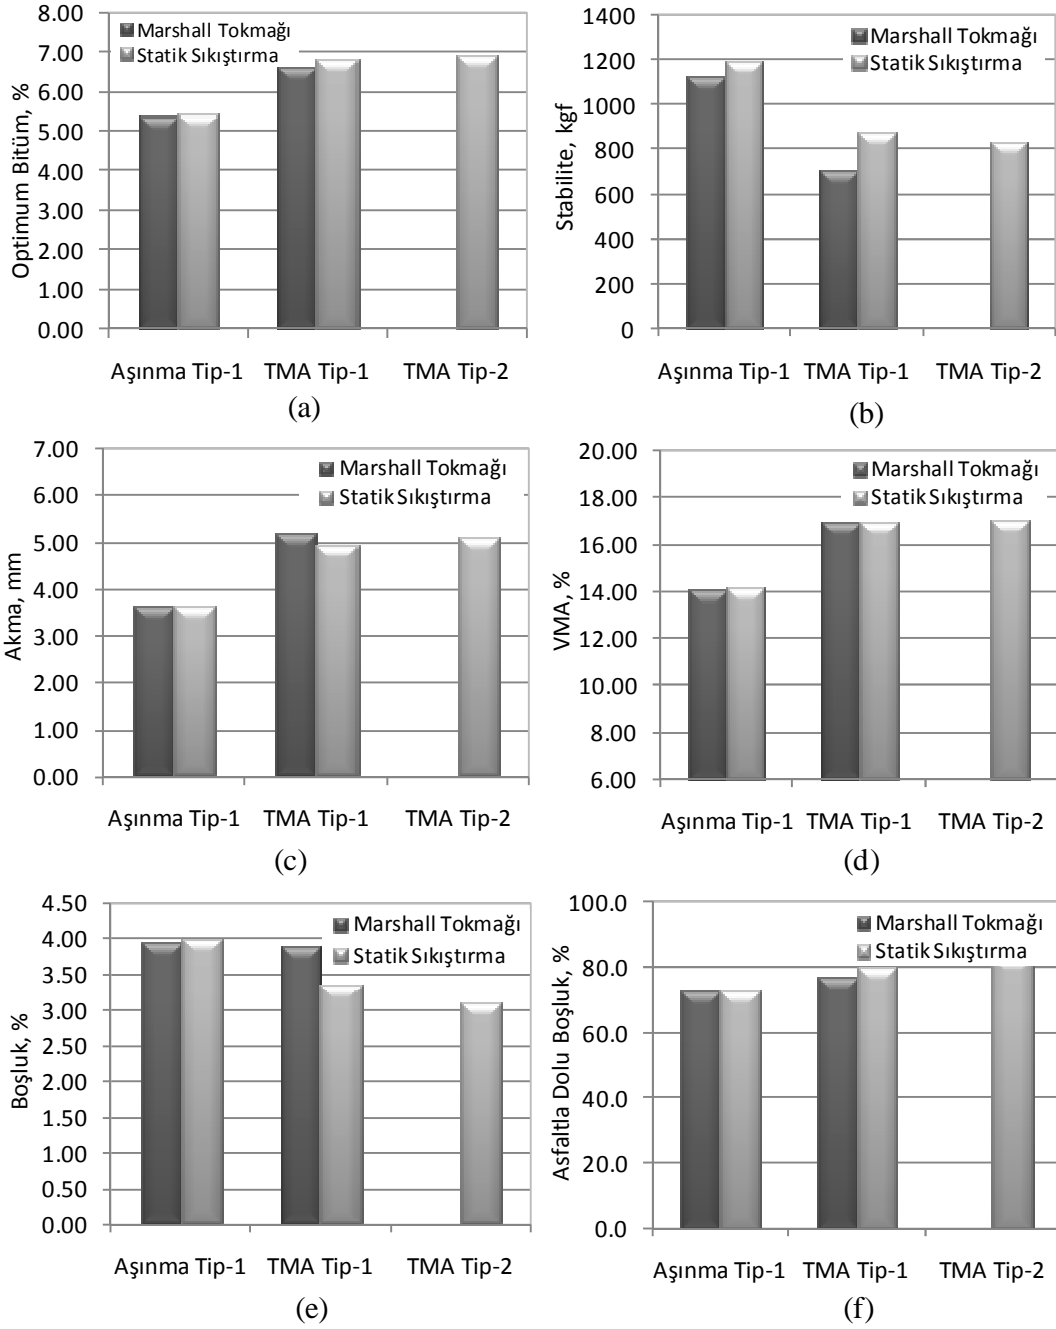 8.00
7.00
6.00
5.00
4.00
3.00
2.00
1.00
0.00
Optimum Bitüm, %
Marshall Tokmağı
Statik Sıkıştırma
Aşınma Tip-1 TMA Tip-1 TMA Tip-2
(a)
1400
1200
1000
800
600
400
200
0
Stabilite, kgf
Marshall Tokmağı
Statik Sıkıştırma
Aşınma Tip-1 TMA Tip-1 TMA Tip-2
(b)
7.00
6.00
5.00
4.00
3.00
2.00
1.00
0.00
Akma, mm
Marshall Tokmağı
Statik Sıkıştırma
Aşınma Tip-1 TMA Tip-1 TMA Tip-2
(c)
20.00
18.00
16.00
14.00
12.00
10.00
8.00
6.00
VMA, %
Marshall Tokmağı
Statik Sıkıştırma
Aşınma Tip-1 TMA Tip-1 TMA Tip-2
(d)
4.50
4.00
3.50
3.00
2.50
2.00
1.50
1.00
0.50
0.00
Boşluk, %
Marshall Tokmağı
Statik Sıkıştırma
Aşınma Tip-1 TMA Tip-1 TMA Tip-2
(e)
100.0
80.0
60.0
40.0
20.0
0.0
Asfaltla Dolu Boşluk, %
Marshall Tokmağı
Statik Sıkıştırma
Aşınma Tip-1 TMA Tip-1 TMA Tip-2
(f)